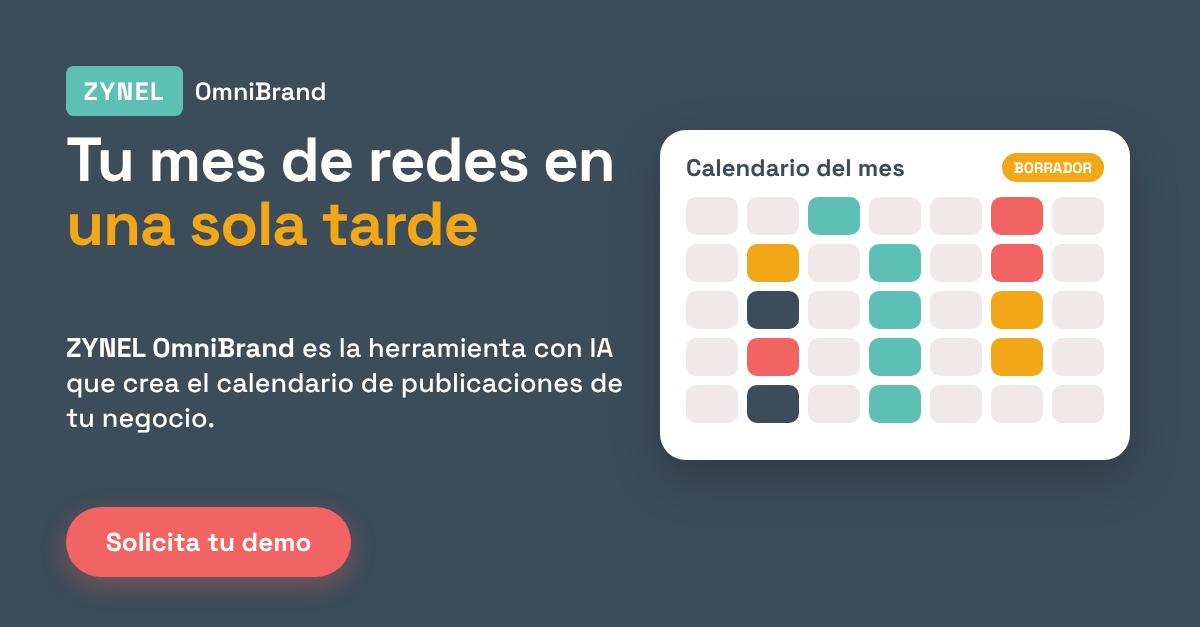 ZYNEL OmniBrand
Tu mes de redes en
una sola tarde
ZYNEL OmniBrand es la herramienta con IA
que crea el calendario de publicaciones de
tu negocio.
Solicita tu demo
Calendario del mes
BORRADOR